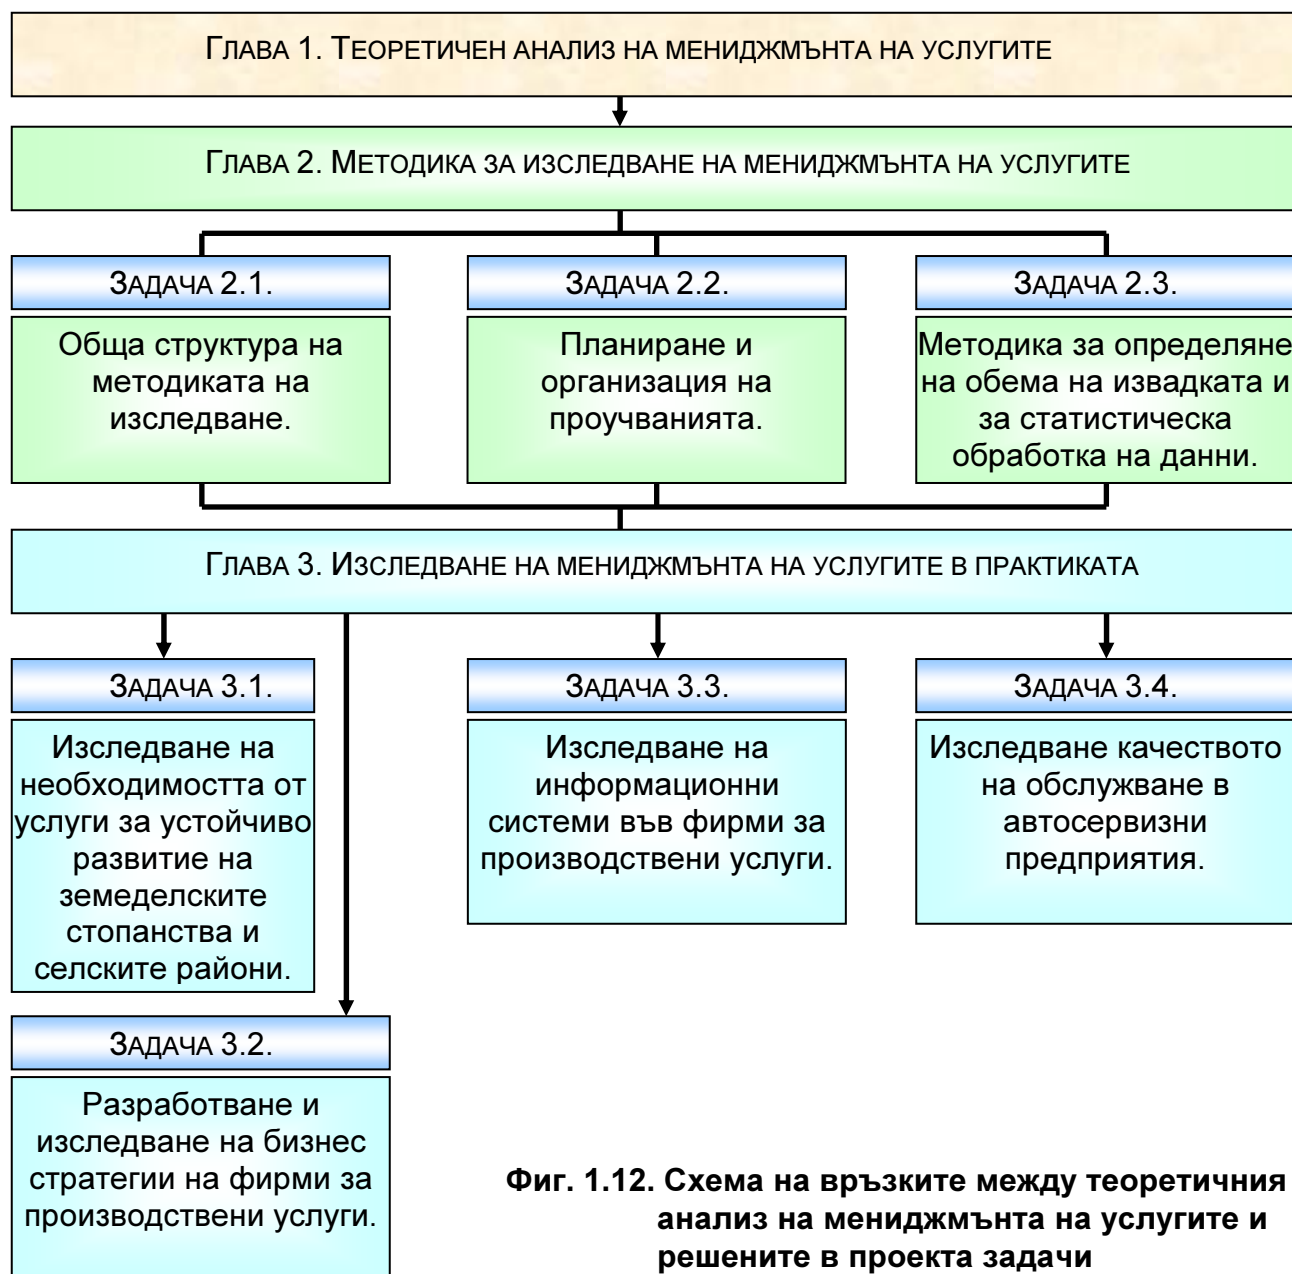 ГЛАВА 1. ТЕОРЕТИЧЕН АНАЛИЗ НА МЕНИДЖМЪНТА НА УСЛУГИТЕ
ГЛАВА 2. МЕТОДИКА ЗА ИЗСЛЕДВАНЕ НА МЕНИДЖМЪНТА НА УСЛУГИТЕ
ЗАДАЧА 2.1.
Обща структура на
методиката на
изследване.
ЗАДАЧА 2.2.
Планиране и
организация на
проучванията.
ЗАДАЧА 2.3.
Методика за определяне
на обема на извадката и
за статистическа
обработка на данни.
ГЛАВА 3. ИЗСЛЕДВАНЕ НА МЕНИДЖМЪНТА НА УСЛУГИТЕ В ПРАКТИКАТА
ЗАДАЧА 3.1.
Изследване на
необходимостта от
услуги за устойчиво
развитие на
земеделските
стопанства и
селските райони.
ЗАДАЧА 3.2.
Разработване и
изследване на бизнес
стратегии на фирми за
производствени услуги.
ЗАДАЧА 3.3.
Изследване на
информационни
системи във фирми за
производствени услуги.
ЗАДАЧА 3.4.
Изследване качеството
на обслужване в
автосервизни
предприятия.
Фиг. 1.12. Схема на връзките между теоретичния
анализ на мениджмънта на услугите и
решените в проекта задачи